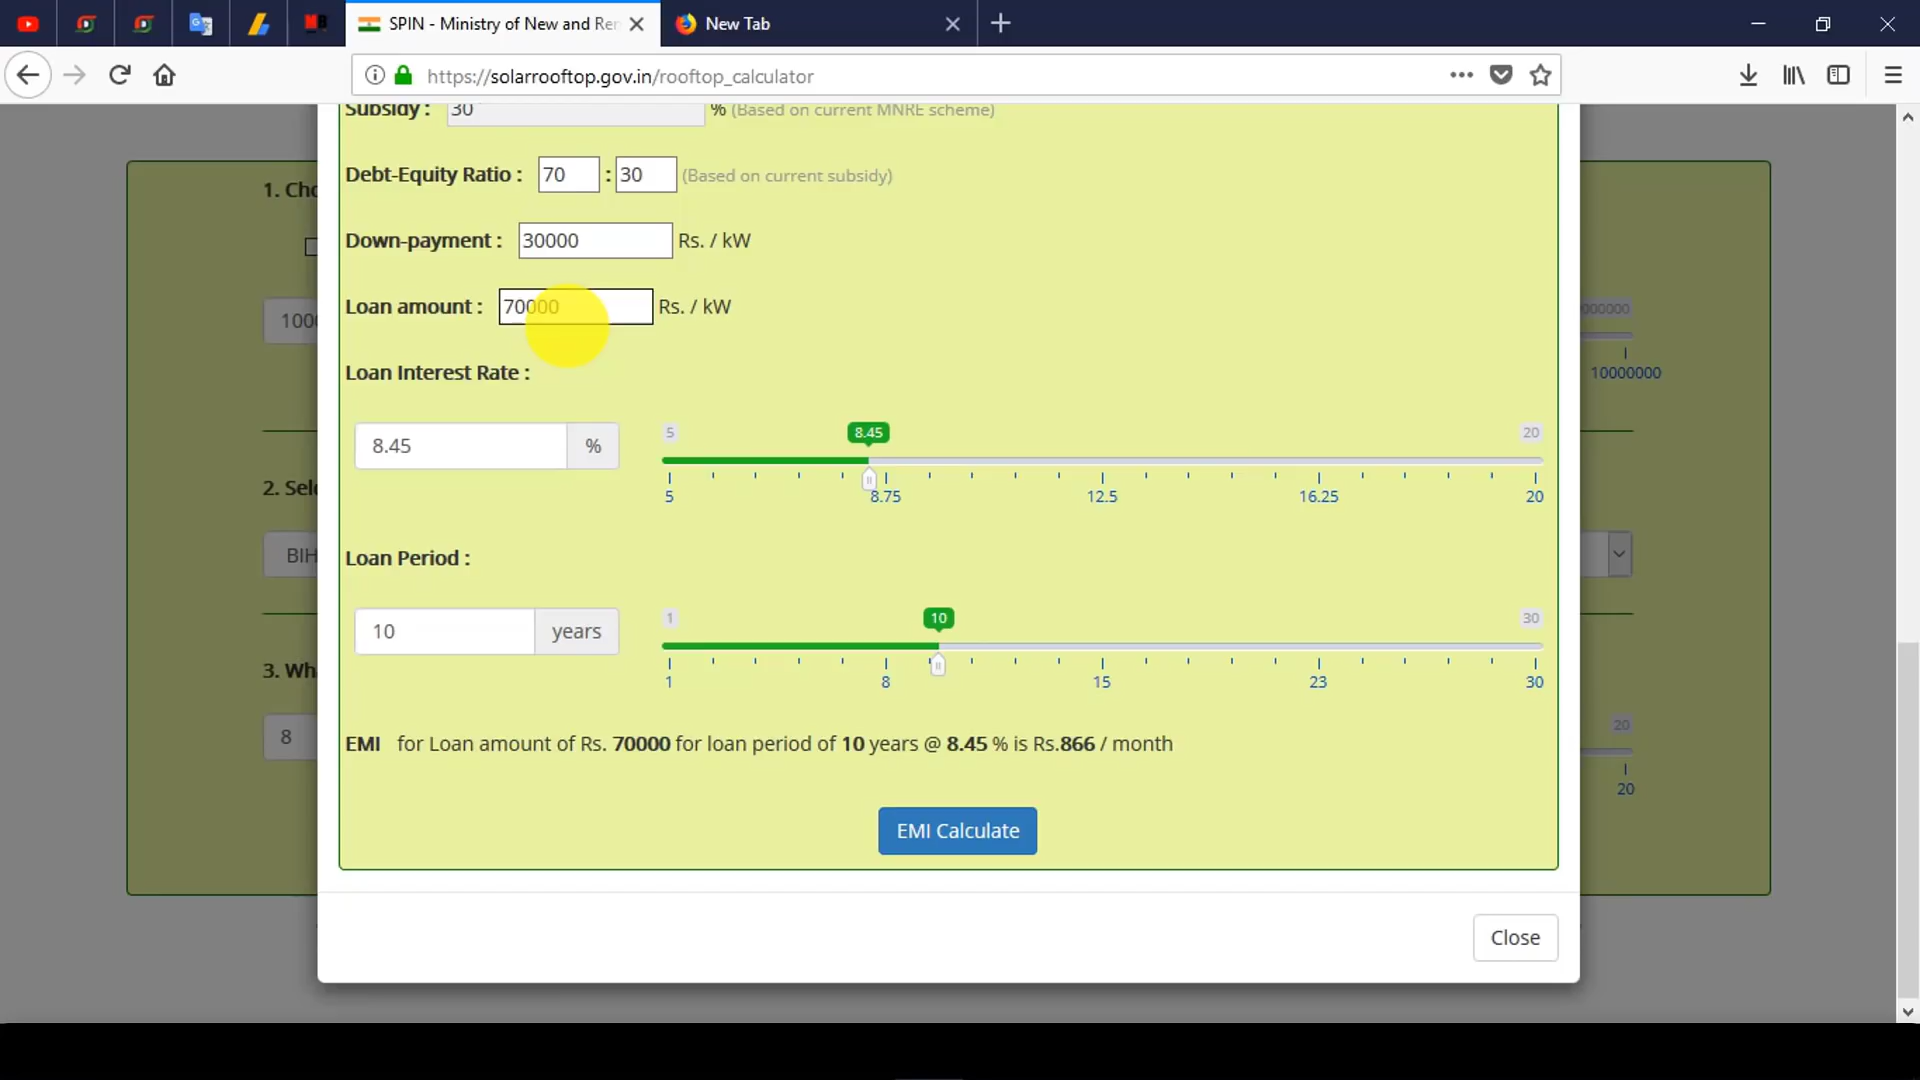 SPIN - Ministry of New and Ren
New Tab
https://solarrooftop.gov.in/rooftop_calculator
Subsidy : 30 % (Based on current MNRE scheme)
Debt-Equity Ratio : 70 : 30 (Based on current subsidy)
Down-payment : 30000 Rs. / kW
Loan amount : 70000 Rs. / kW
Loan Interest Rate :
8.45 %
5 8.45 20
5 8.75 12.5 16.25 20
Loan Period :
10 years
1 10 30
1 8 15 23 30
EMI for Loan amount of Rs. 70000 for loan period of 10 years @ 8.45 % is Rs.866 / month
EMI Calculate
Close
1. Cho
100
10000000
2. Sele
BIH
3. Wh
8
20
20